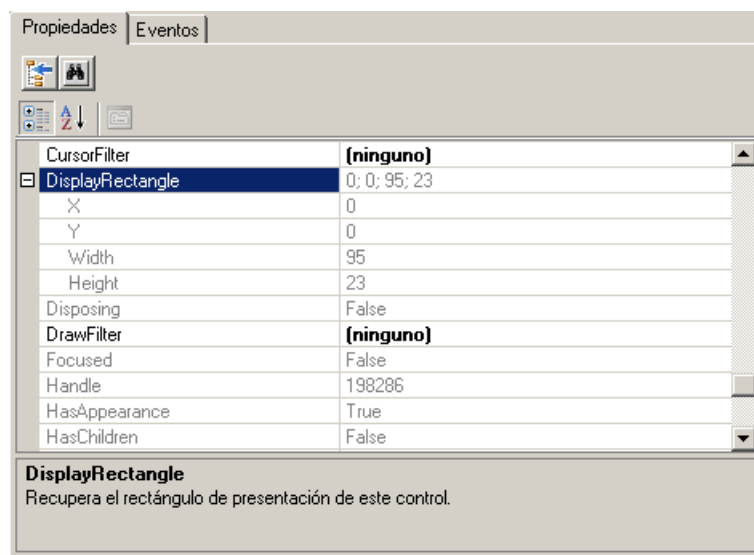 Propiedades Eventos
A
Z
CursorFilter (ninguno)
DisplayRectangle 0; 0; 95; 23
X 0
Y 0
Width 95
Height 23
Disposing False
DrawFilter (ninguno)
Focused False
Handle 198286
HasAppearance True
HasChildren False
DisplayRectangle
Recupera el rectángulo de presentación de este control.